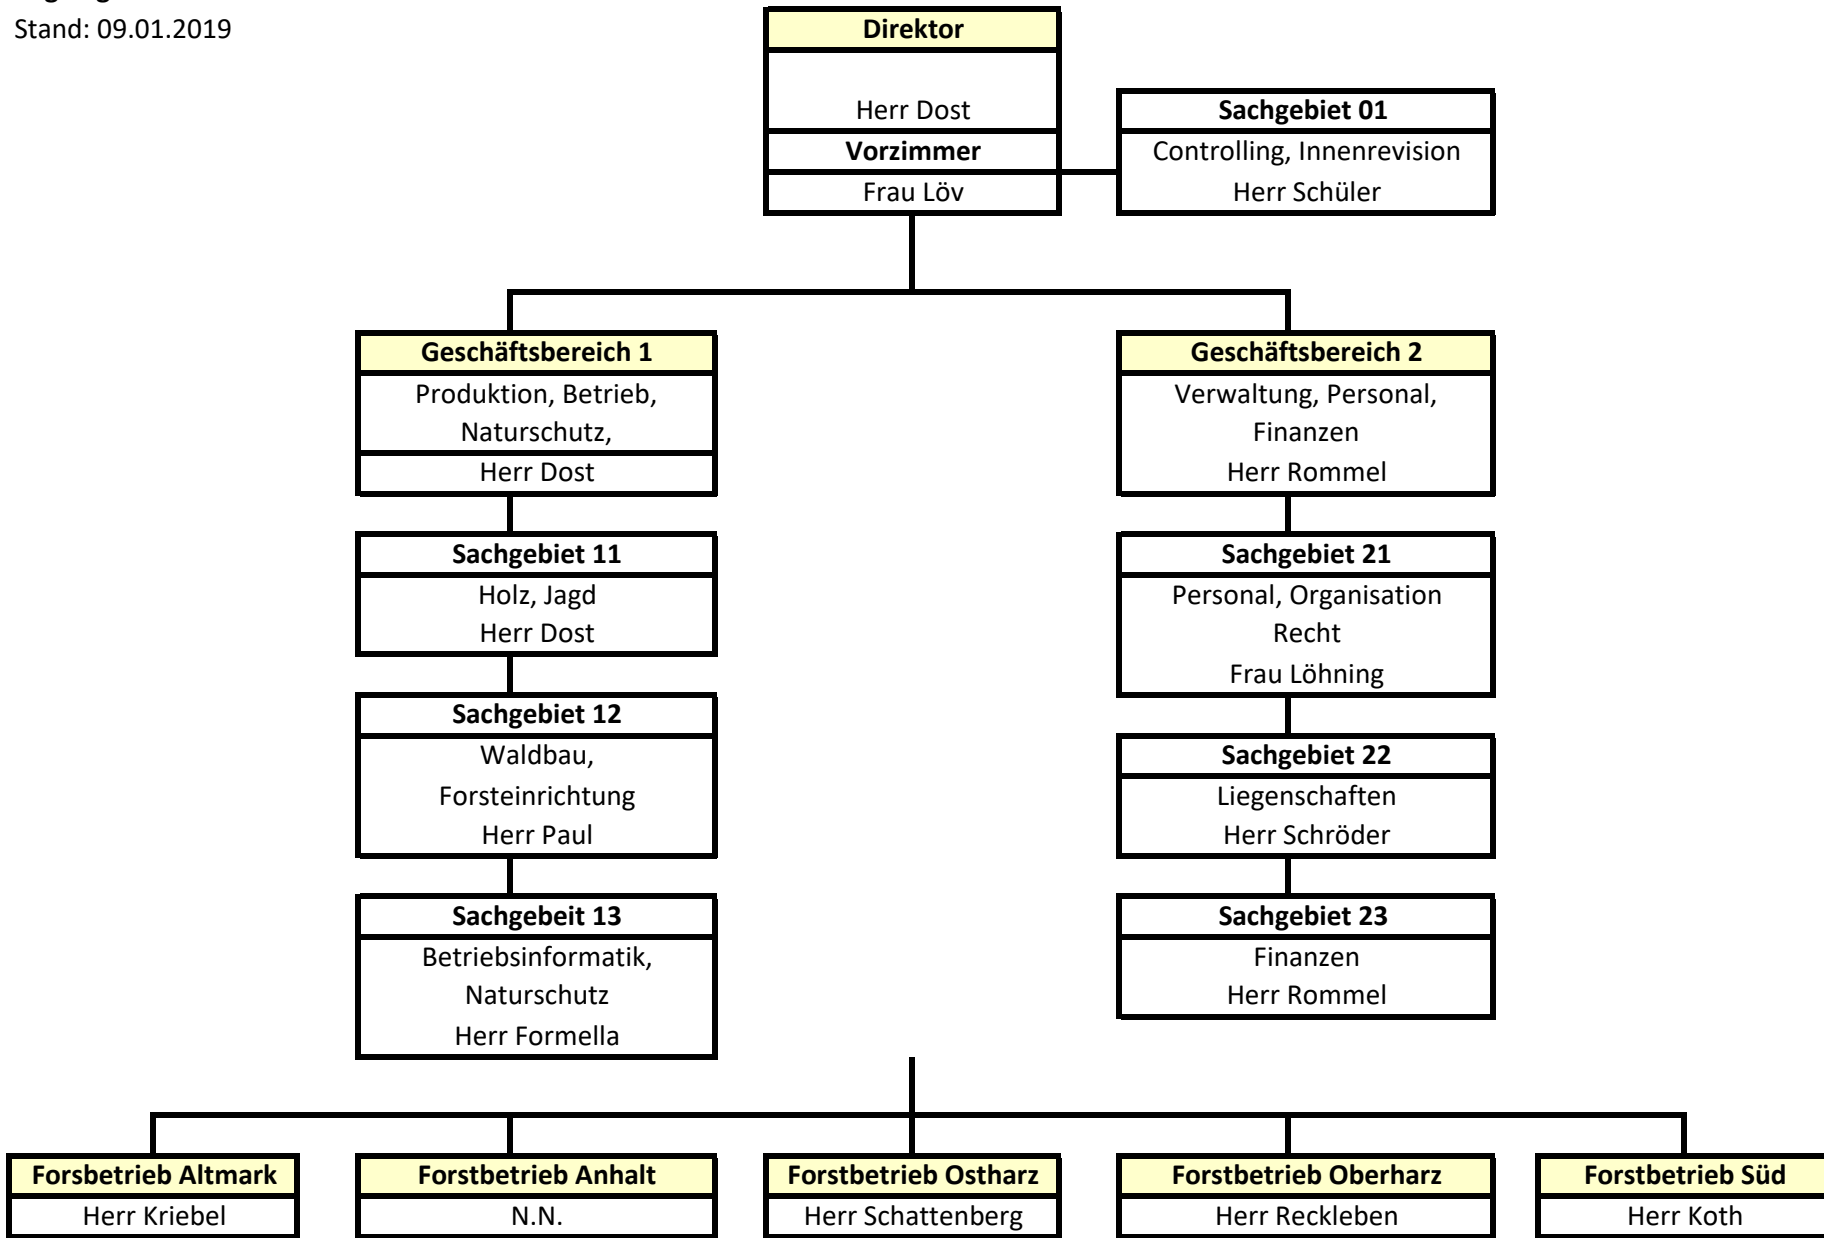 Stand: 09.01.2019
Direktor
Herr Dost
Vorzimmer
Frau Löv
Sachgebiet 01
Controlling, Innenrevision
Herr Schüler
Geschäftsbereich 1
Produktion, Betrieb,
Naturschutz,
Herr Dost
Geschäftsbereich 2
Verwaltung, Personal,
Finanzen
Herr Rommel
Sachgebiet 11
Holz, Jagd
Herr Dost
Sachgebiet 12
Waldbau,
Forsteinrichtung
Herr Paul
Sachgebeit 13
Betriebsinformatik,
Naturschutz
Herr Formella
Sachgebiet 21
Personal, Organisation
Recht
Frau Löhning
Sachgebiet 22
Liegenschaften
Herr Schröder
Sachgebiet 23
Finanzen
Herr Rommel
Forsbetrieb Altmark
Herr Kriebel
Forstbetrieb Anhalt
N.N.
Forstbetrieb Ostharz
Herr Schattenberg
Forstbetrieb Oberharz
Herr Reckleben
Forstbetrieb Süd
Herr Koth